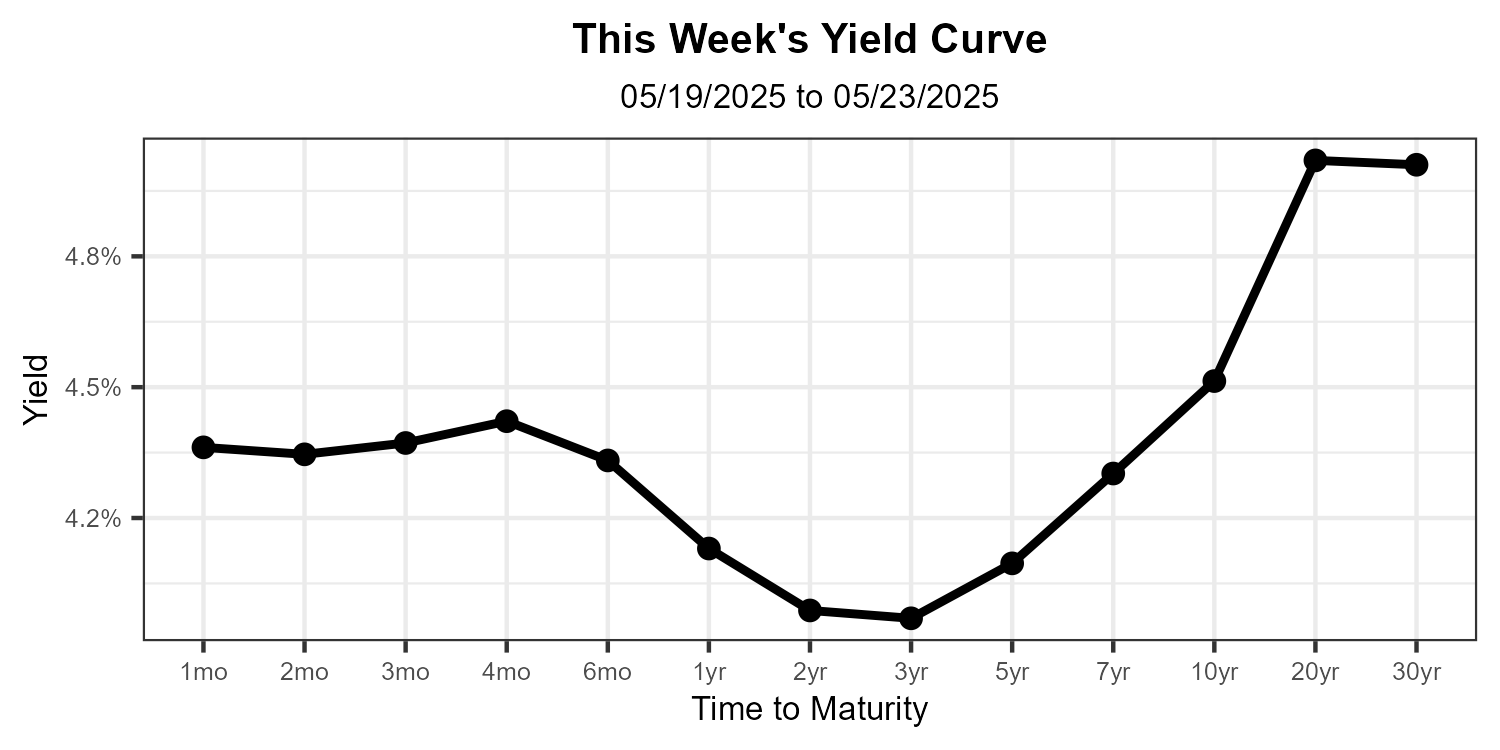 This Week's Yield Curve
05/19/2025 to 05/23/2025
Yield
4.8%
4.5%
4.2%
1mo 2mo 3mo 4mo 6mo 1yr 2yr 3yr 5yr 7yr 10yr 20yr 30yr
Time to Maturity